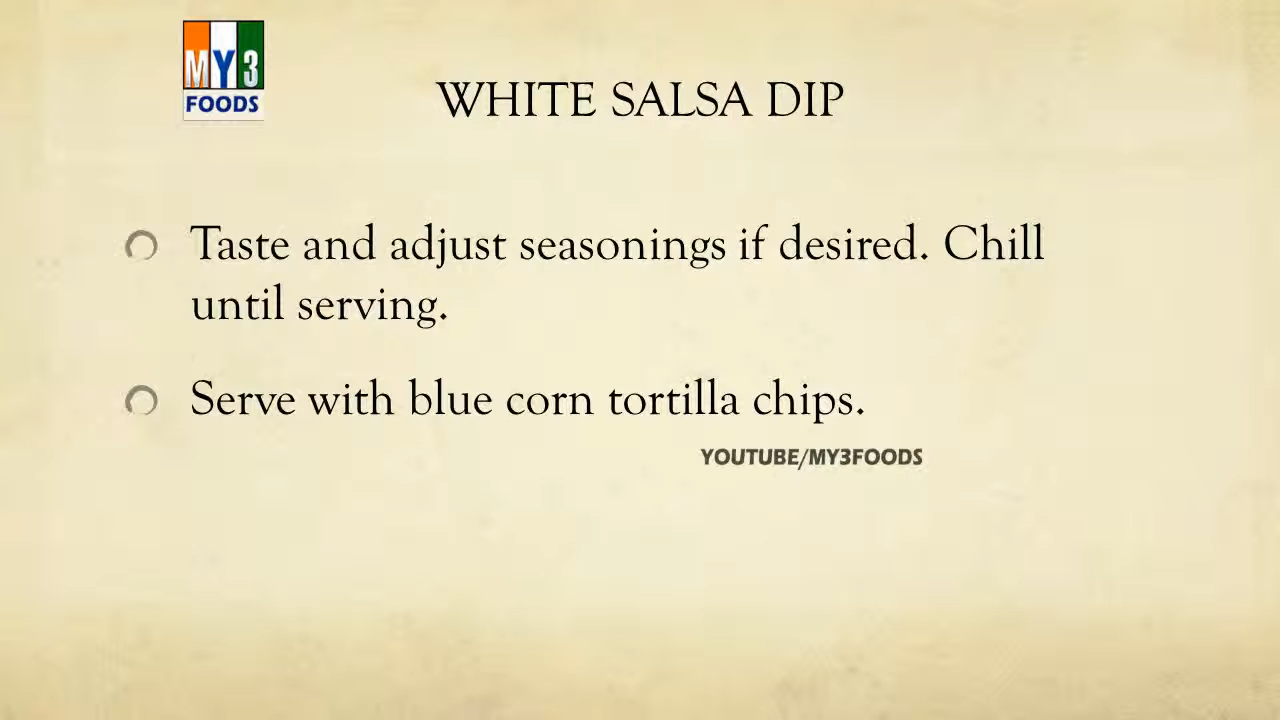 MY3
FOODS
WHITE SALSA DIP
Taste and adjust seasonings if desired. Chill
until serving.
Serve with blue corn tortilla chips.
YOUTUBE/MY3FOODS